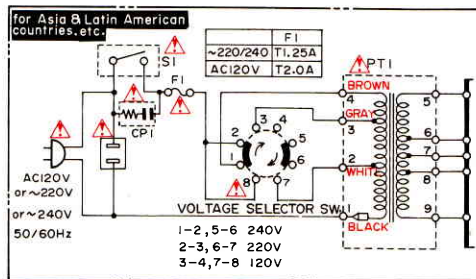 for Asia & Latin American
countries.etc.
S1
F1
~220/240 T1.25A
AC120V T2.0A
F1
CP1
PT1
BROWN
4
GRAY
3
2
WHITE
1
BLACK
5
6
7
8
9
3 4
2 5
1 6
8 7
VOLTAGE SELECTOR SW.
AC120V
or ~220V
or ~240V
50/60Hz
1-2, 5-6 240V
2-3, 6-7 220V
3-4, 7-8 120V